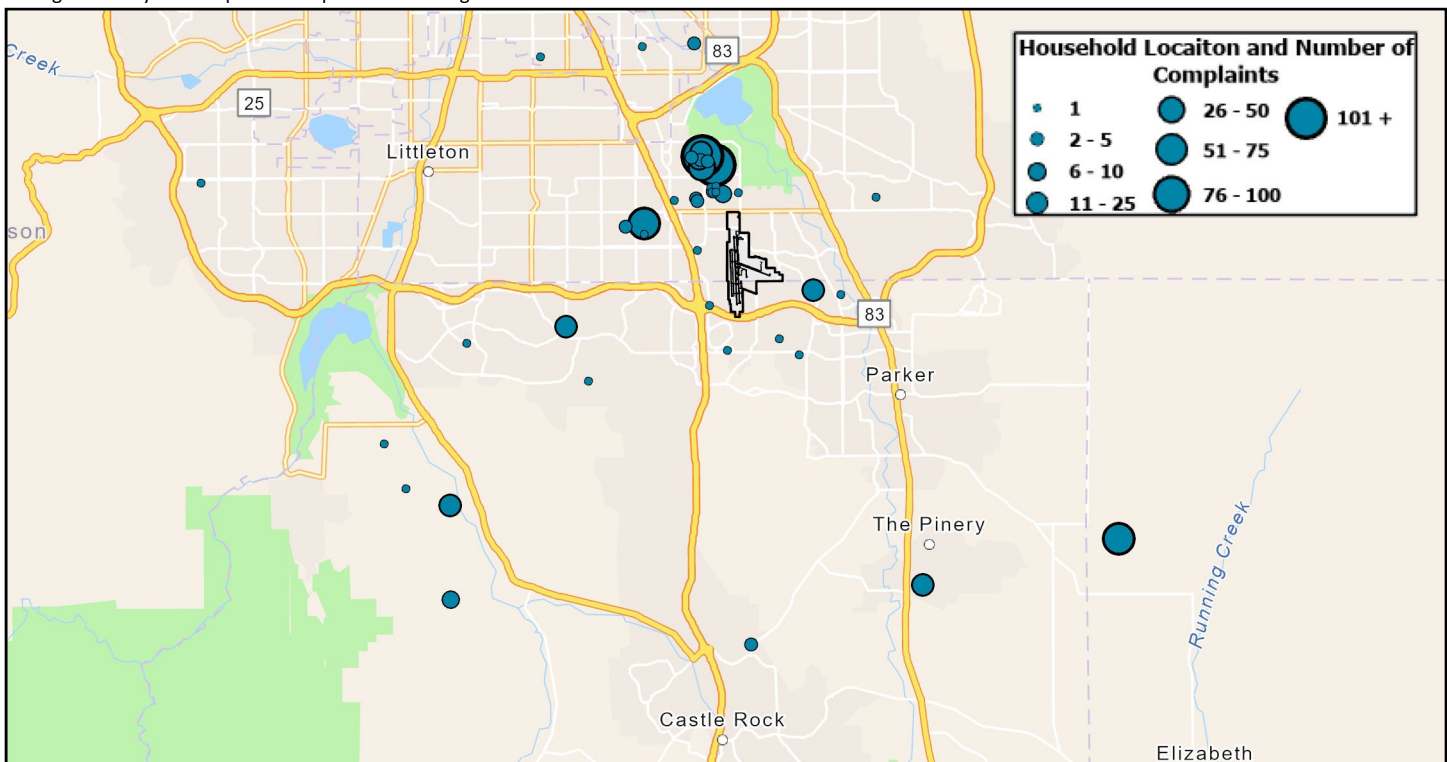 Creek
83
25
Littleton
son
83
Parker
The Pinery
Running Creek
Castle Rock
Elizabeth
Household Locaiton and Number of
Complaints
1
2 - 5
6 - 10
11 - 25
26 - 50
51 - 75
76 - 100
101 +